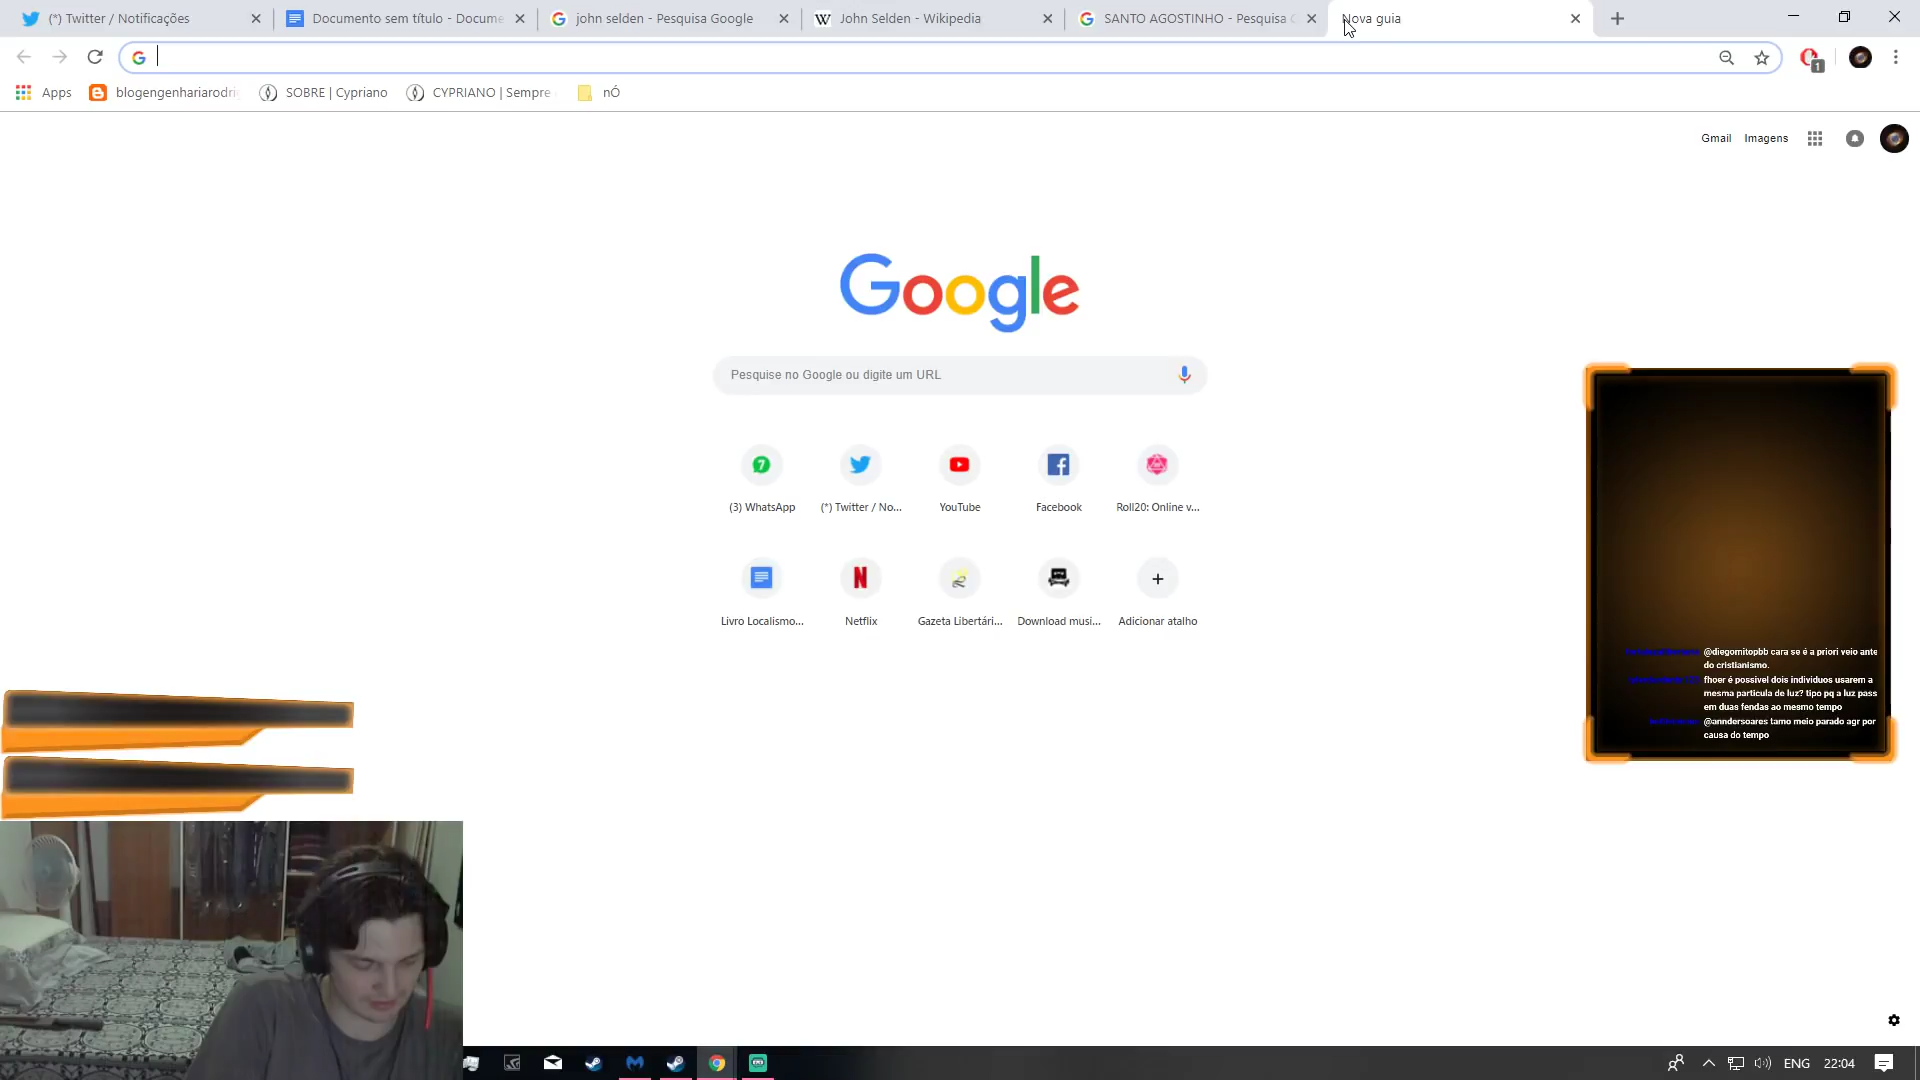 (*) Twitter / Notificações
Documento sem título - Docume
john selden - Pesquisa Google
John Selden - Wikipedia
SANTO AGOSTINHO - Pesquisa G
Nova guia
Apps
blogengenhariarodri
SOBRE | Cypriano
CYPRIANO | Sempre
nÓ
1
Gmail
Imagens
Google
Pesquise no Google ou digite um URL
(3) WhatsApp
(*) Twitter / No...
YouTube
Facebook
Roll20: Online v...
Livro Localismo...
Netflix
Gazeta Libertári...
Download musi...
Adicionar atalho
@diegomitopbb cara se é a priori veio ante
do cristianismo.
fhoer é possivel dois individuos usarem a
mesma particula de luz? tipo pq a luz pass
em duas fendas ao mesmo tempo
@anndersoares tamo meio parado agr por
causa do tempo
ENG
22:04